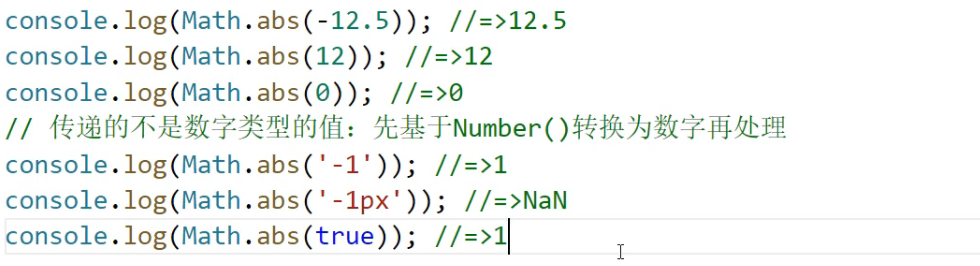 console.log(Math.abs(-12.5)); //=>12.5
console.log(Math.abs(12)); //=>12
console.log(Math.abs(0)); //=>0
// 传递的不是数字类型的值：先基于Number()转换为数字再处理
console.log(Math.abs('-1')); //=>1
console.log(Math.abs('-1px')); //=>NaN
console.log(Math.abs(true)); //=>1